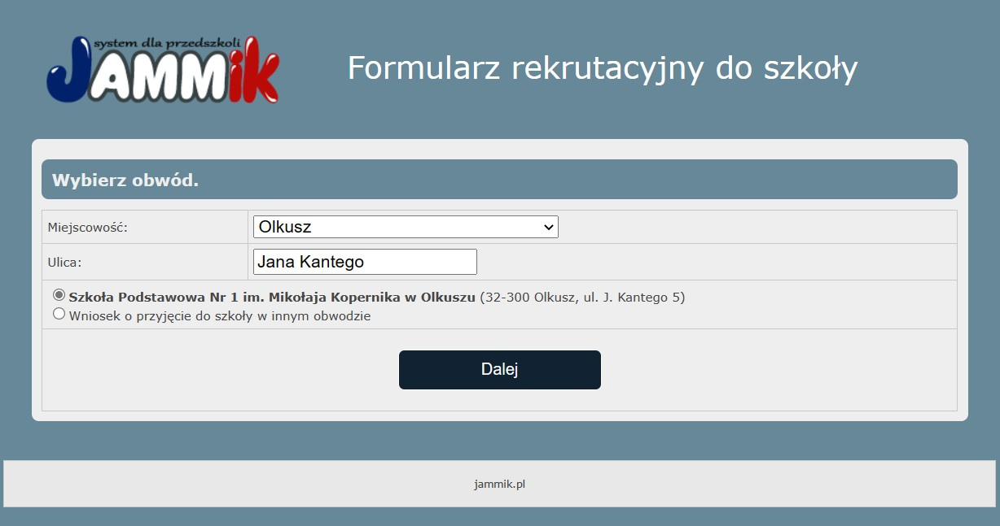 system dla przedszkoli
JAMMik
Formularz rekrutacyjny do szkoły
Wybierz obwód.
Miejscowość: Olkusz
Ulica: Jana Kantego
Szkoła Podstawowa Nr 1 im. Mikołaja Kopernika w Olkuszu (32-300 Olkusz, ul. J. Kantego 5)
Wniosek o przyjęcie do szkoły w innym obwodzie
Dalej
jammik.pl